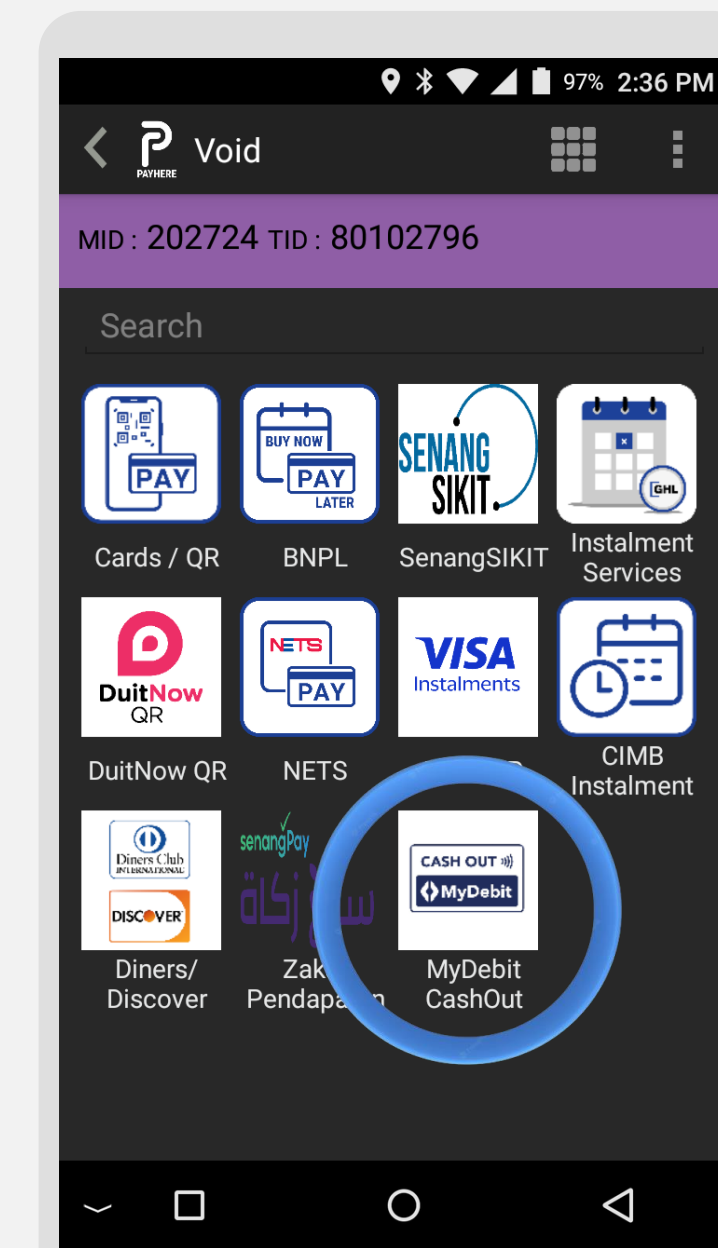 97% 2:36 PM
PAYHERE
Void
MID : 202724 TID : 80102796
Search
PAY
BUY NOW
PAY
LATER
SENANG
SIKIT.
x
GHL
Cards / QR
BNPL
SenangSIKIT
Instalment
Services
DuitNow
QR
NETS
PAY
VISA
Instalments
DuitNow QR
NETS
CIMB
Instalment
Diners Club
INTERNATIONAL
DISCOVER
senangPay
CASH OUT
MyDebit
Diners/
Discover
MyDebit
CashOut